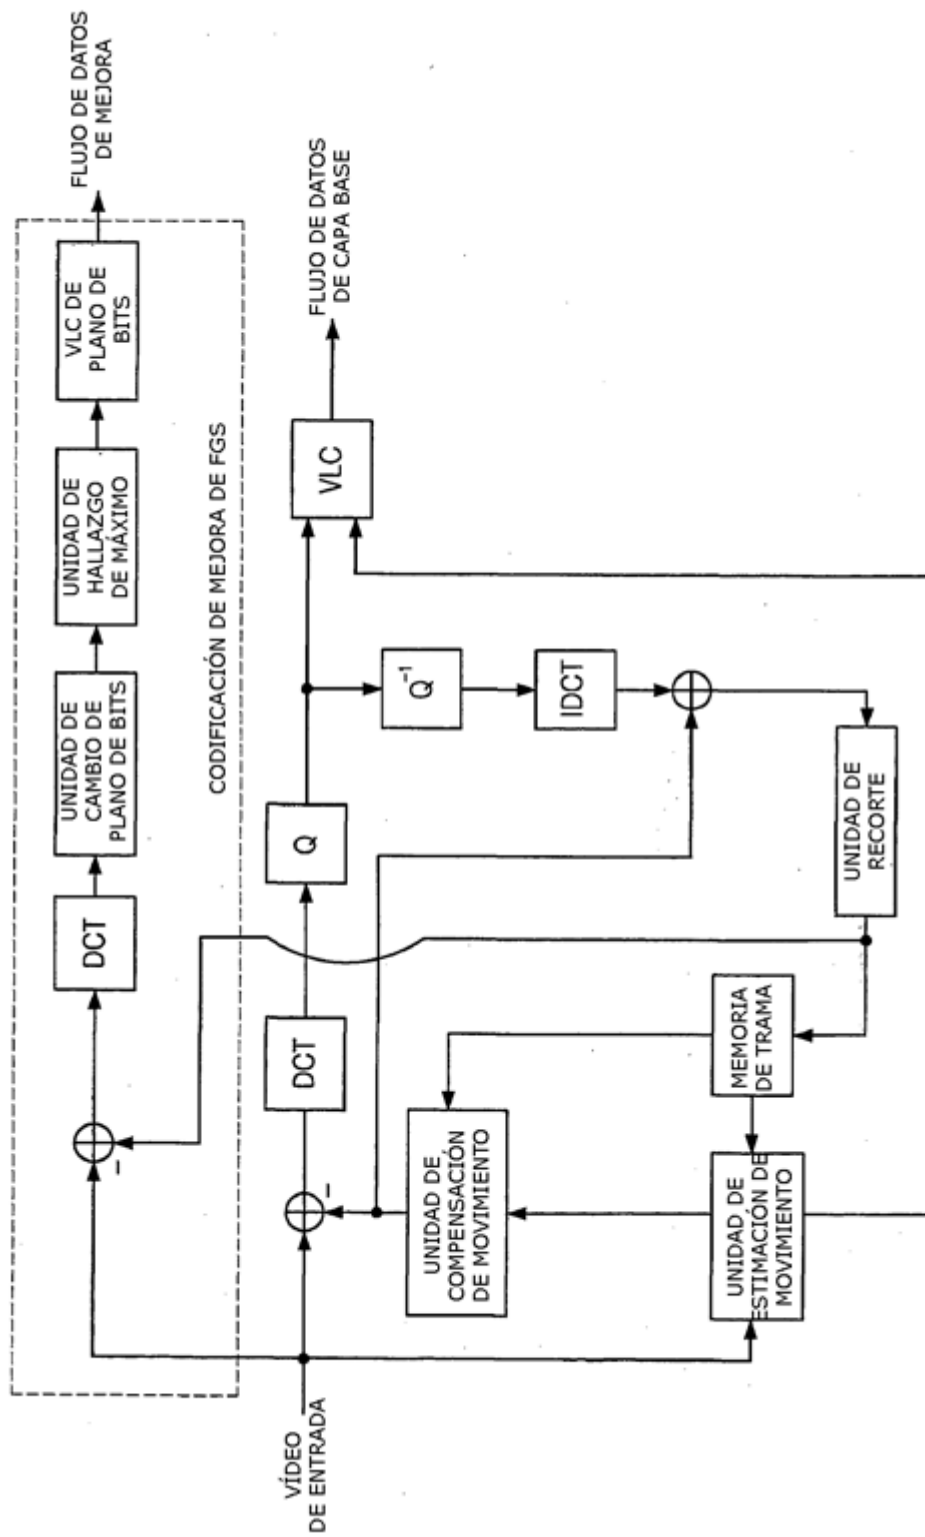 FLUJO DE DATOS
DE MEJORA
VLC DE
PLANO DE
BITS
UNIDAD DE
HALLAZGO
DE MÁXIMO
UNIDAD DE
CAMBIO DE
PLANO DE BITS
DCT
−
CODIFICACIÓN DE MEJORA DE FGS
FLUJO DE DATOS
DE CAPA BASE
VLC
Q
DCT
−
VÍDEO
DE ENTRADA
Q⁻¹
IDCT
UNIDAD DE
COMPENSACIÓN
DE MOVIMIENTO
UNIDAD DE
RECORTE
MEMORIA
DE TRAMA
UNIDAD DE
ESTIMACIÓN DE
MOVIMIENTO